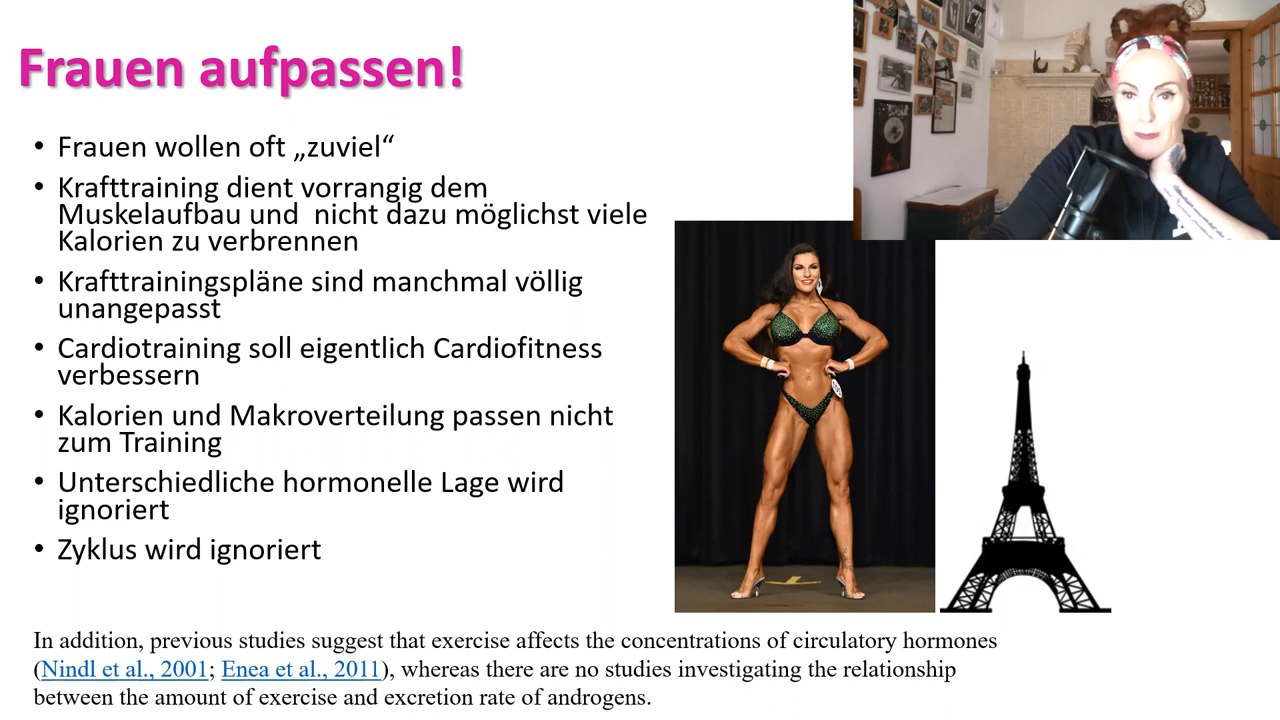 Frauen aufpassen!
• Frauen wollen oft „zuviel“
• Krafttraining dient vorrangig dem
Muskelaufbau und  nicht dazu möglichst viele
Kalorien zu verbrennen
• Krafttrainingspläne sind manchmal völlig
unangepasst
• Cardiotraining soll eigentlich Cardiofitness
verbessern
• Kalorien und Makroverteilung passen nicht
zum Training
• Unterschiedliche hormonelle Lage wird
ignoriert
• Zyklus wird ignoriert
In addition, previous studies suggest that exercise affects the concentrations of circulatory hormones
(Nindl et al., 2001; Enea et al., 2011), whereas there are no studies investigating the relationship
between the amount of exercise and excretion rate of androgens.